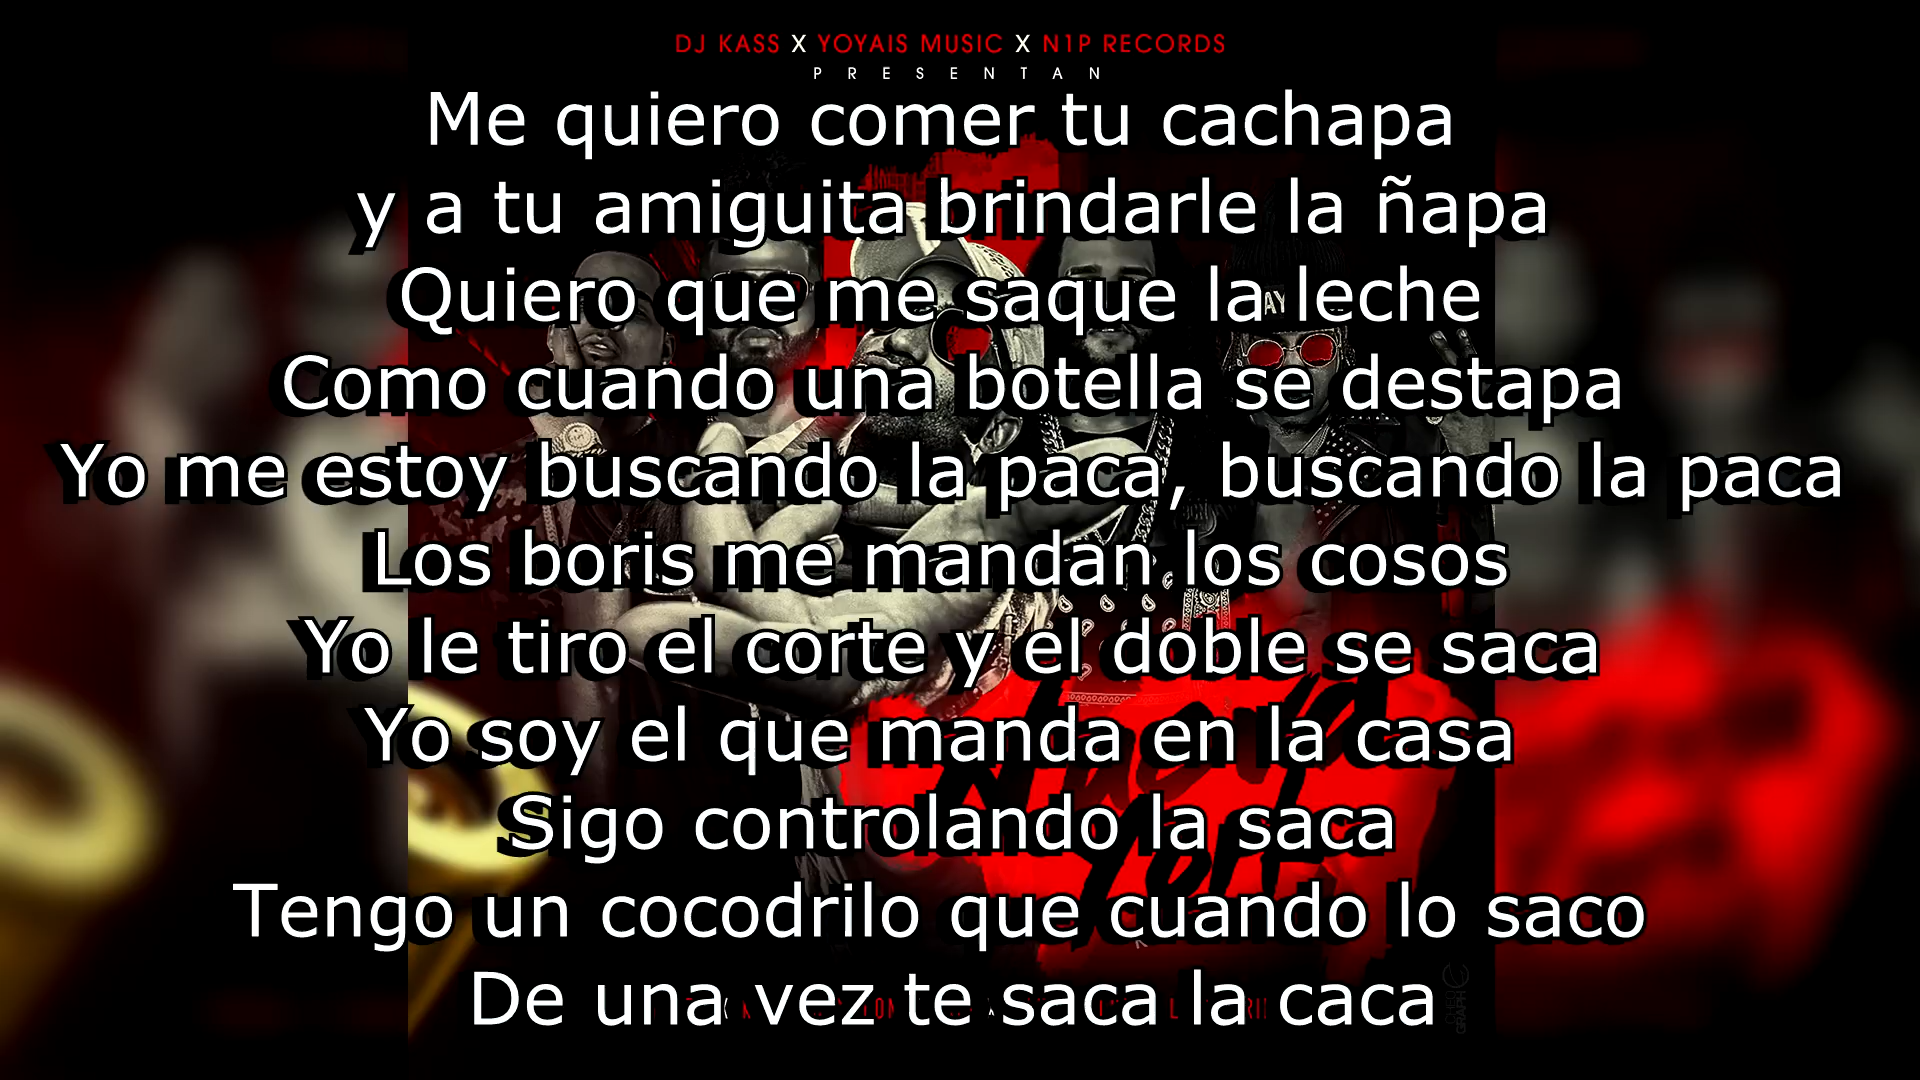 DJ KASS X YOYAIS MUSIC X N1P RECORDS
PRESENTAN
Me quiero comer tu cachapa
y a tu amiguita brindarle la ñapa
Quiero que me saque la leche
Como cuando una botella se destapa
Yo me estoy buscando la paca, buscando la paca
Los boris me mandan los cosos
Yo le tiro el corte y el doble se saca
Yo soy el que manda en la casa
Sigo controlando la saca
Tengo un cocodrilo que cuando lo saco
De una vez te saca la caca